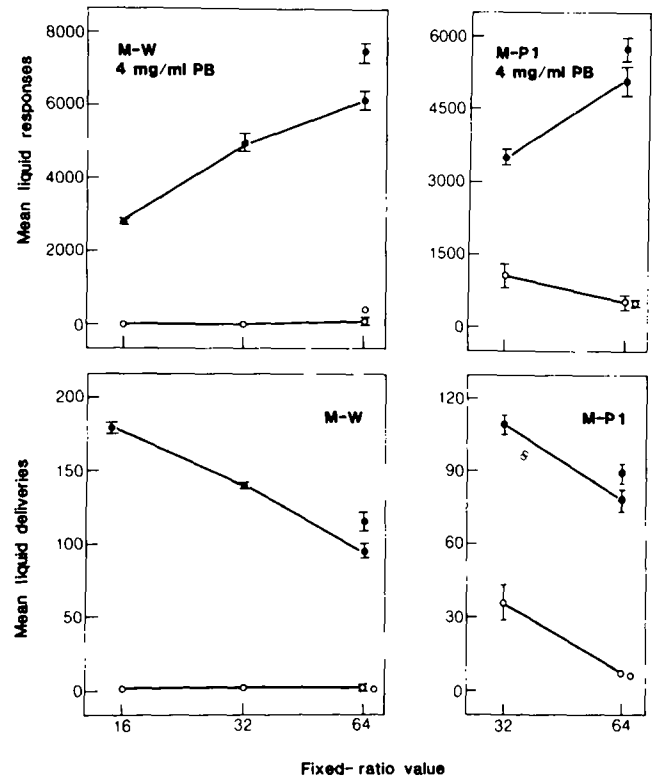 M-W
4 mg/ml PB
8000
6000
4000
2000
0
Mean liquid responses
M-P1
4 mg/ml PB
6000
4500
3000
1500
0
M-W
200
150
100
50
0
Mean liquid deliveries
16
32
64
M-P1
120
90
60
30
0
32
64
Fixed-ratio value